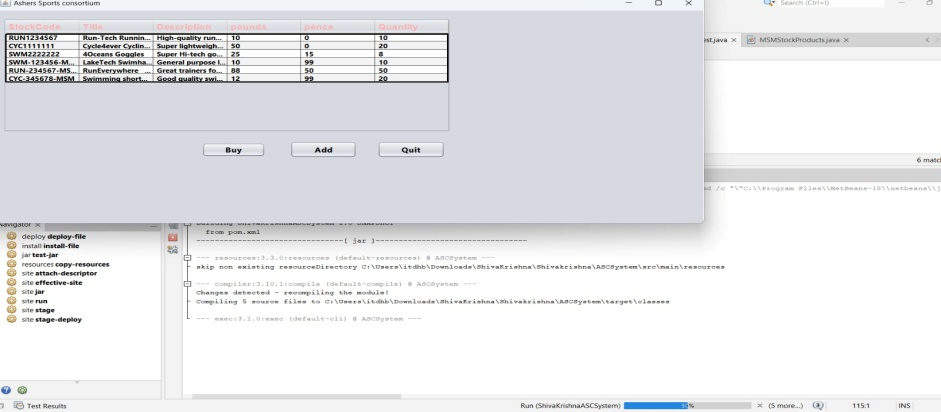 Ashers Sports consortium
Search (Ctrl+I)
StockCode Title Description pounds pense Quantity
RUN1234567 Run-Tech Runnin... High-quality run... 10 0 10
CYC1111111 Cycle4ever Cyclin... Super lightweigh... 50 0 20
SWM2222222 4Oceans Goggles Super Hi-tech go... 25 15 8
SWM-123456-M... LakeTech Swimha... General purpose l... 10 99 10
RUN-234567-MS... RunEverywhere ... Great trainers fo... 88 50 50
CYC-345678-MSM Swimming short... Good quality swi... 12 99 20
est.java × MSMStockProducts.java ×
Buy Add Quit
6 match
/c "\"C:\\Program Files\\NetBeans-18\\netbeans\\j
Navigator ×
deploy deploy-file
install install-file
jar test-jar
resources copy-resources
site attach-descriptor
site effective-site
site jar
site run
site stage
site stage-deploy
from pom.xml
--------------------------------[ jar ]---------------------------------
--- resources:3.3.0:resources (default-resources) @ ASCSystem ---
skip non existing resourceDirectory C:\Users\itdhb\Downloads\ShivaKrishna\Shivakrishna\ASCSystem\src\main\resources
--- compiler:3.10.1:compile (default-compile) @ ASCSystem ---
Changes detected - recompiling the module!
Compiling 5 source files to C:\Users\itdhb\Downloads\ShivaKrishna\Shivakrishna\ASCSystem\target\classes
--- exec:3.1.0:exec (default-cli) @ ASCSystem ---
Test Results
Run (ShivaKrishnaASCSystem)
(5 more...)
115:1
INS